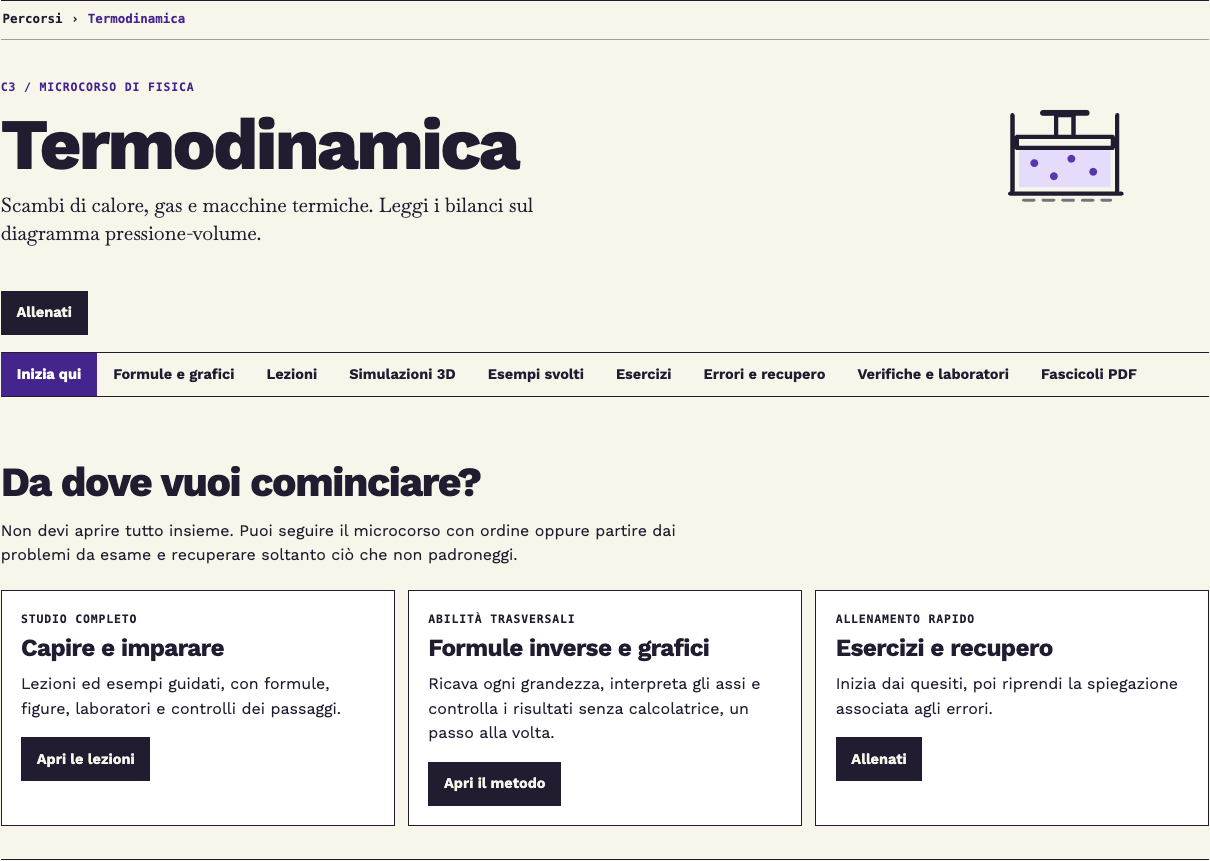 Percorsi › Termodinamica
C3 / MICROCORSO DI FISICA
Termodinamica
Scambi di calore, gas e macchine termiche. Leggi i bilanci sul
diagramma pressione-volume.
Allenati
Inizia qui Formule e grafici Lezioni Simulazioni 3D Esempi svolti Esercizi Errori e recupero Verifiche e laboratori Fascicoli PDF
Da dove vuoi cominciare?
Non devi aprire tutto insieme. Puoi seguire il microcorso con ordine oppure partire dai
problemi da esame e recuperare soltanto ciò che non padroneggi.
STUDIO COMPLETO
Capire e imparare
Lezioni ed esempi guidati, con formule,
figure, laboratori e controlli dei passaggi.
Apri le lezioni
ABILITÀ TRASVERSALI
Formule inverse e grafici
Ricava ogni grandezza, interpreta gli assi e
controlla i risultati senza calcolatrice, un
passo alla volta.
Apri il metodo
ALLENAMENTO RAPIDO
Esercizi e recupero
Inizia dai quesiti, poi riprendi la spiegazione
associata agli errori.
Allenati